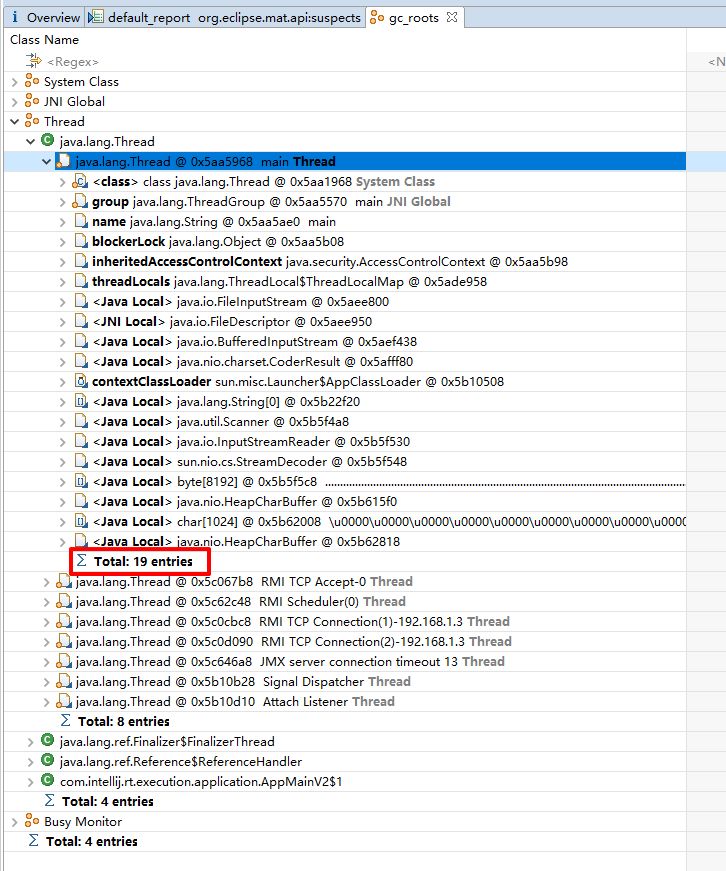 Overview default_report org.eclipse.mat.api:suspects gc_roots
Class Name
<Regex> <N
System Class
JNI Global
Thread
java.lang.Thread
java.lang.Thread @ 0x5aa5968 main Thread
<class> class java.lang.Thread @ 0x5aa1968 System Class
group java.lang.ThreadGroup @ 0x5aa5570 main JNI Global
name java.lang.String @ 0x5aa5ae0 main
blockerLock java.lang.Object @ 0x5aa5b08
inheritedAccessControlContext java.security.AccessControlContext @ 0x5aa5b98
threadLocals java.lang.ThreadLocal$ThreadLocalMap @ 0x5ade958
<Java Local> java.io.FileInputStream @ 0x5aee800
<JNI Local> java.io.FileDescriptor @ 0x5aee950
<Java Local> java.io.BufferedInputStream @ 0x5aef438
<Java Local> java.nio.charset.CoderResult @ 0x5afff80
contextClassLoader sun.misc.Launcher$AppClassLoader @ 0x5b10508
<Java Local> java.lang.String[0] @ 0x5b22f20
<Java Local> java.util.Scanner @ 0x5b5f4a8
<Java Local> java.io.InputStreamReader @ 0x5b5f530
<Java Local> sun.nio.cs.StreamDecoder @ 0x5b5f548
<Java Local> byte[8192] @ 0x5b5f5c8 ........................................................................................................................
<Java Local> java.nio.HeapCharBuffer @ 0x5b615f0
<Java Local> char[1024] @ 0x5b62008 \u0000\u0000\u0000\u0000\u0000\u0000\u0000\u0000\u0000
<Java Local> java.nio.HeapCharBuffer @ 0x5b62818
Σ Total: 19 entries
java.lang.Thread @ 0x5c067b8 RMI TCP Accept-0 Thread
java.lang.Thread @ 0x5c62c48 RMI Scheduler(0) Thread
java.lang.Thread @ 0x5c0cbc8 RMI TCP Connection(1)-192.168.1.3 Thread
java.lang.Thread @ 0x5c0d090 RMI TCP Connection(2)-192.168.1.3 Thread
java.lang.Thread @ 0x5c646a8 JMX server connection timeout 13 Thread
java.lang.Thread @ 0x5b10b28 Signal Dispatcher Thread
java.lang.Thread @ 0x5b10d10 Attach Listener Thread
Σ Total: 8 entries
java.lang.ref.Finalizer$FinalizerThread
java.lang.ref.Reference$ReferenceHandler
com.intellij.rt.execution.application.AppMainV2$1
Σ Total: 4 entries
Busy Monitor
Σ Total: 4 entries